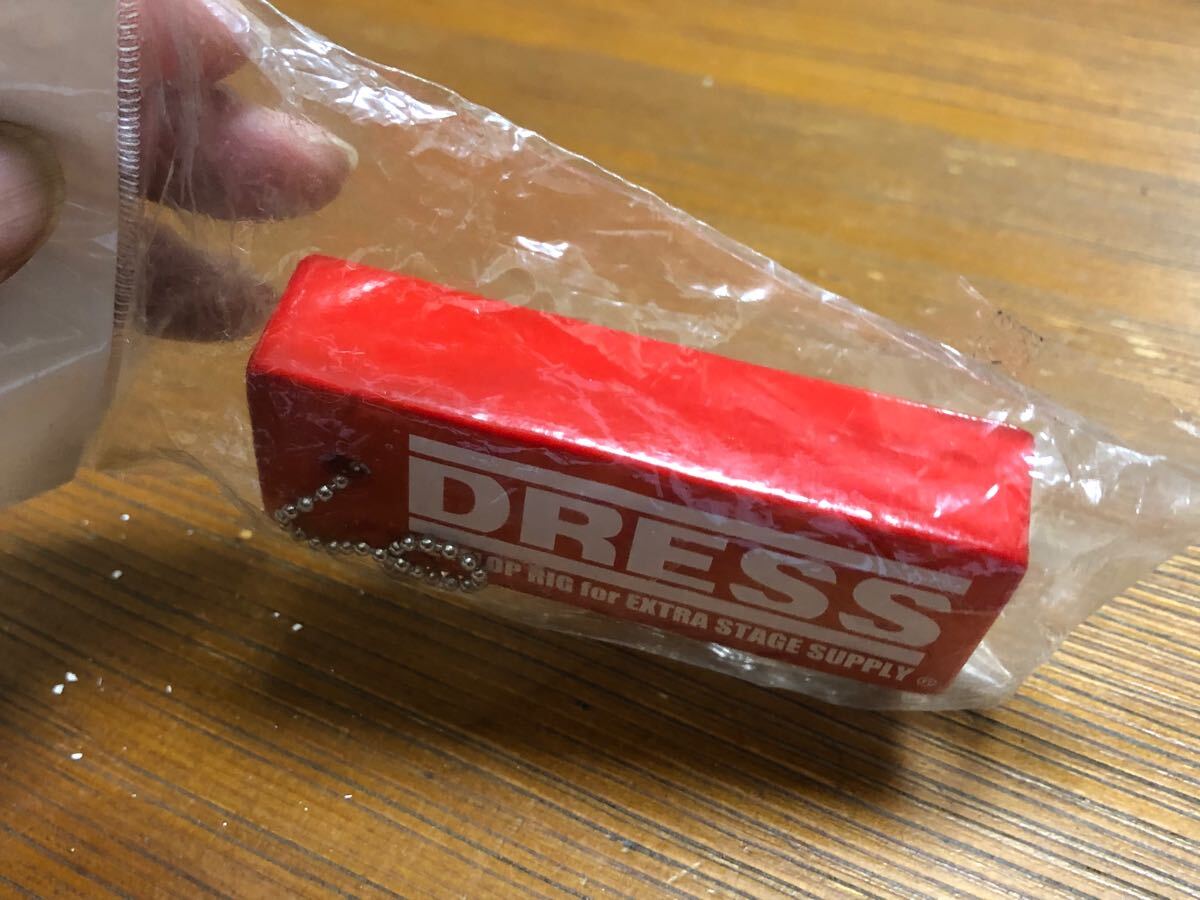 DRESS
OP RIG for EXTRA STAGE SUPPLY ®